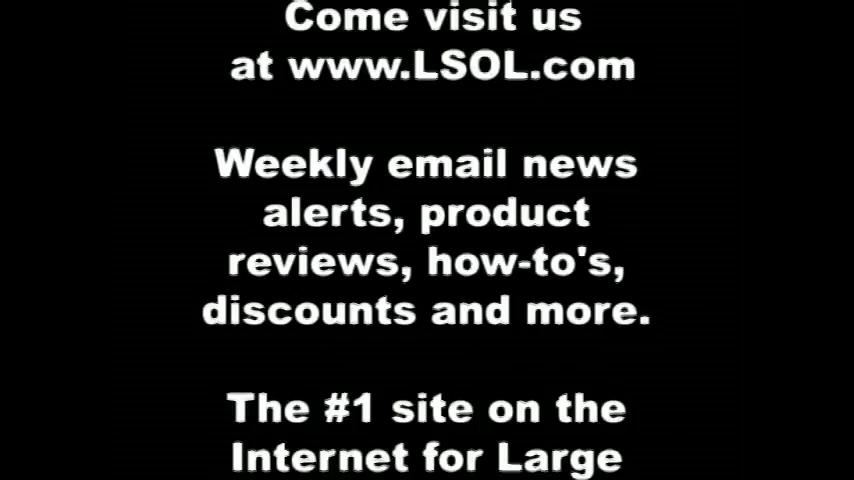 Come visit us
at www.LSOL.com
Weekly email news
alerts, product
reviews, how-to's,
discounts and more.
The #1 site on the
Internet for Large